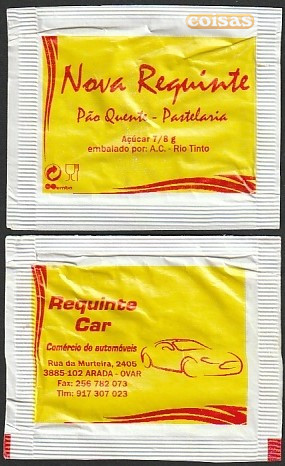 coisas
Nova Requinte
Pão Quente - Pastelaria
Açúcar 7/8 g
embalado por: A.C. - Rio Tinto
embt
Requinte
Car
Comércio de automóveis
Rua da Murteira, 2405
3885-102 ARADA - OVAR
Fax: 256 782 073
Tlm: 917 307 023